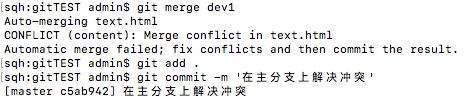 [sqh:gitTEST admin$ git merge dev1
Auto-merging text.html
CONFLICT (content): Merge conflict in text.html
Automatic merge failed; fix conflicts and then commit the result.
[sqh:gitTEST admin$ git add .
[sqh:gitTEST admin$ git commit -m '在主分支上解决冲突'
[master c5ab942] 在主分支上解决冲突